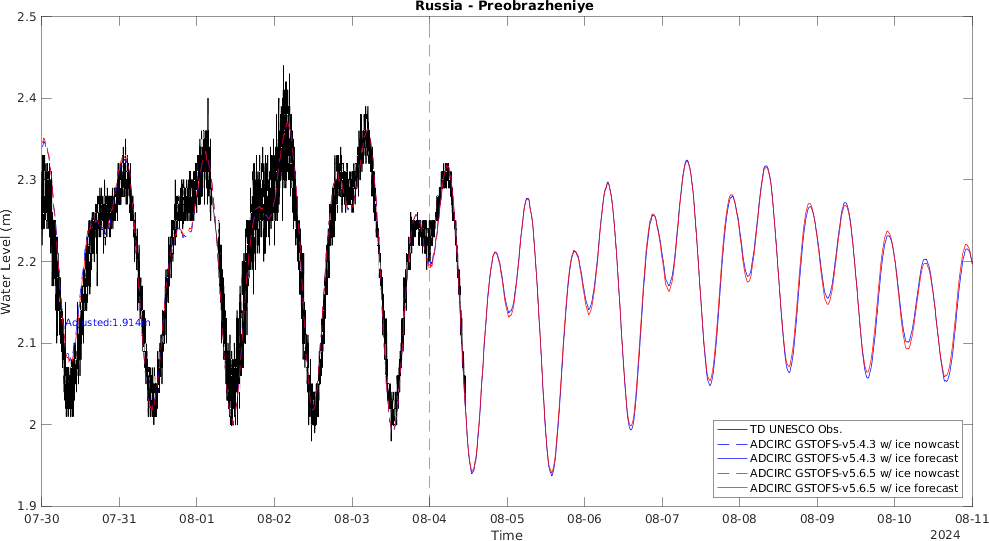 Russia - Preobrazheniye
2.5
2.4
2.3
2.2
2.1
2
1.9
Water Level (m)
Adjusted:1.914m
TD UNESCO Obs.
ADCIRC GSTOFS-v5.4.3 w/ ice nowcast
ADCIRC GSTOFS-v5.4.3 w/ ice forecast
ADCIRC GSTOFS-v5.6.5 w/ ice nowcast
ADCIRC GSTOFS-v5.6.5 w/ ice forecast
07-30 07-31 08-01 08-02 08-03 08-04 08-05 08-06 08-07 08-08 08-09 08-10 08-11
Time
2024